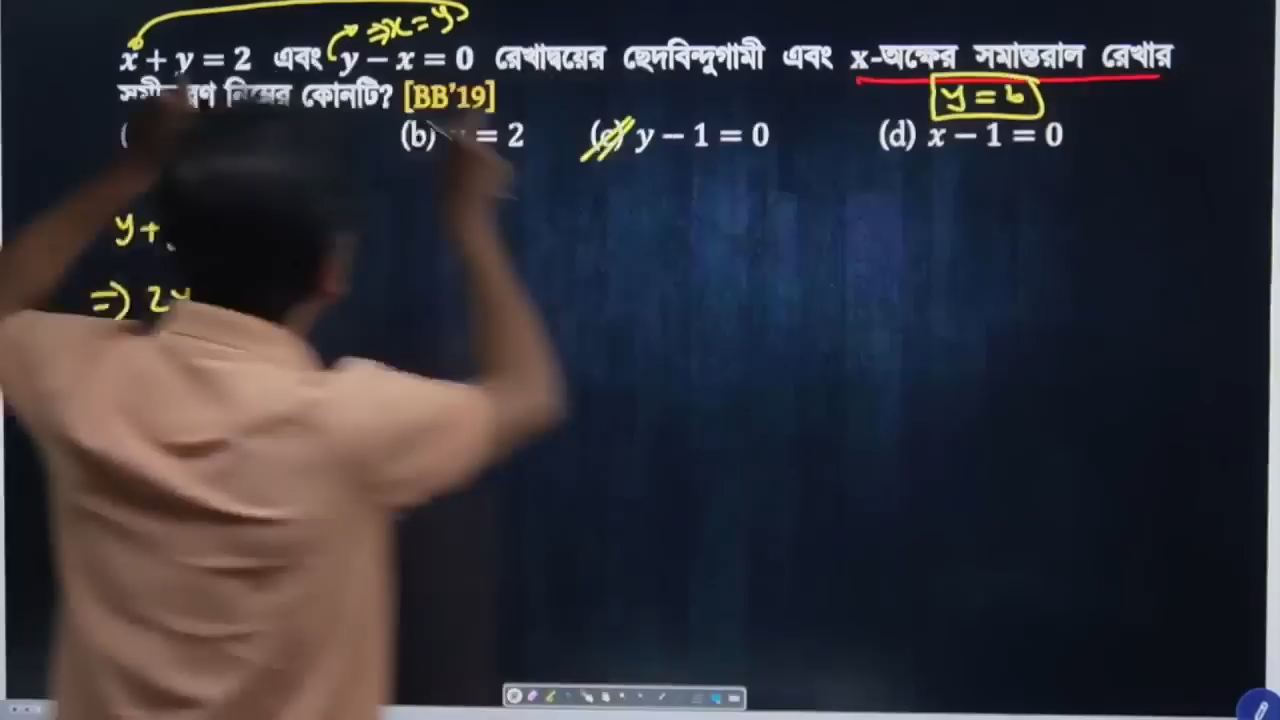 ⇒x = y
x + y = 2 এবং y − x = 0 রেখাদ্বয়ের ছেদবিন্দুগামী এবং x-অক্ষের সমান্তরাল রেখার
নিম্নের কোনটি? [BB'19]
y = b
(b) = 2 (c) y − 1 = 0 (d) x − 1 = 0
y +
⇒ 2y